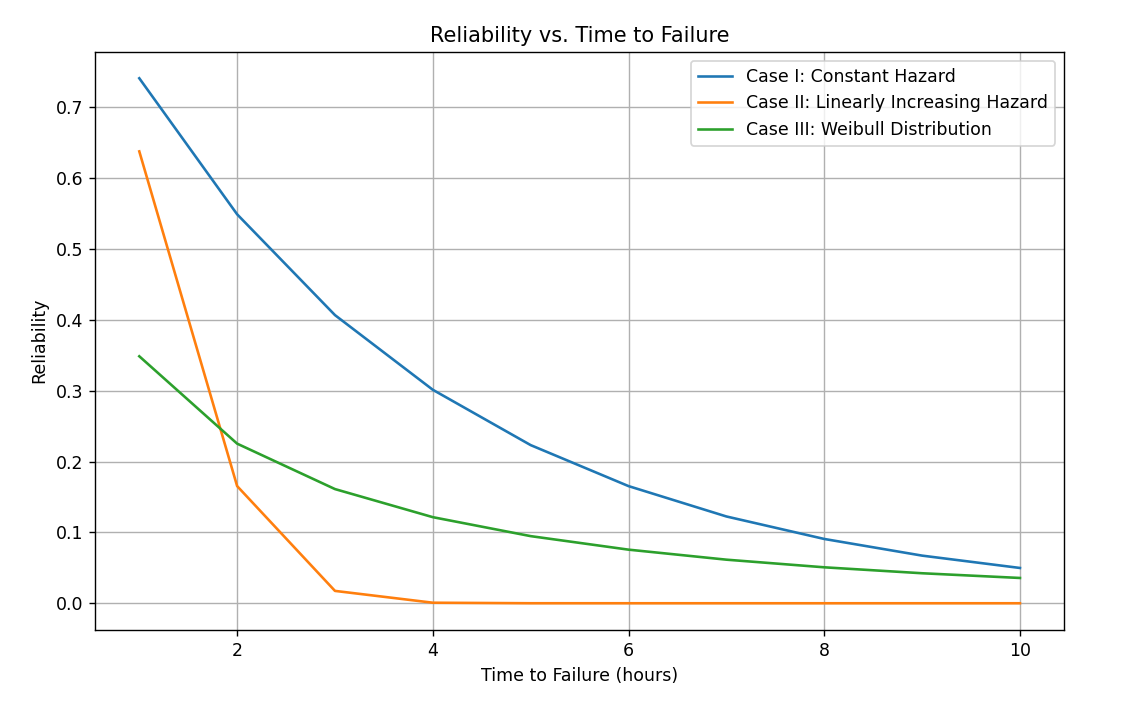 Reliability vs. Time to Failure
Case I: Constant Hazard
Case II: Linearly Increasing Hazard
Case III: Weibull Distribution
Reliability
0.7
0.6
0.5
0.4
0.3
0.2
0.1
0.0
2 4 6 8 10
Time to Failure (hours)